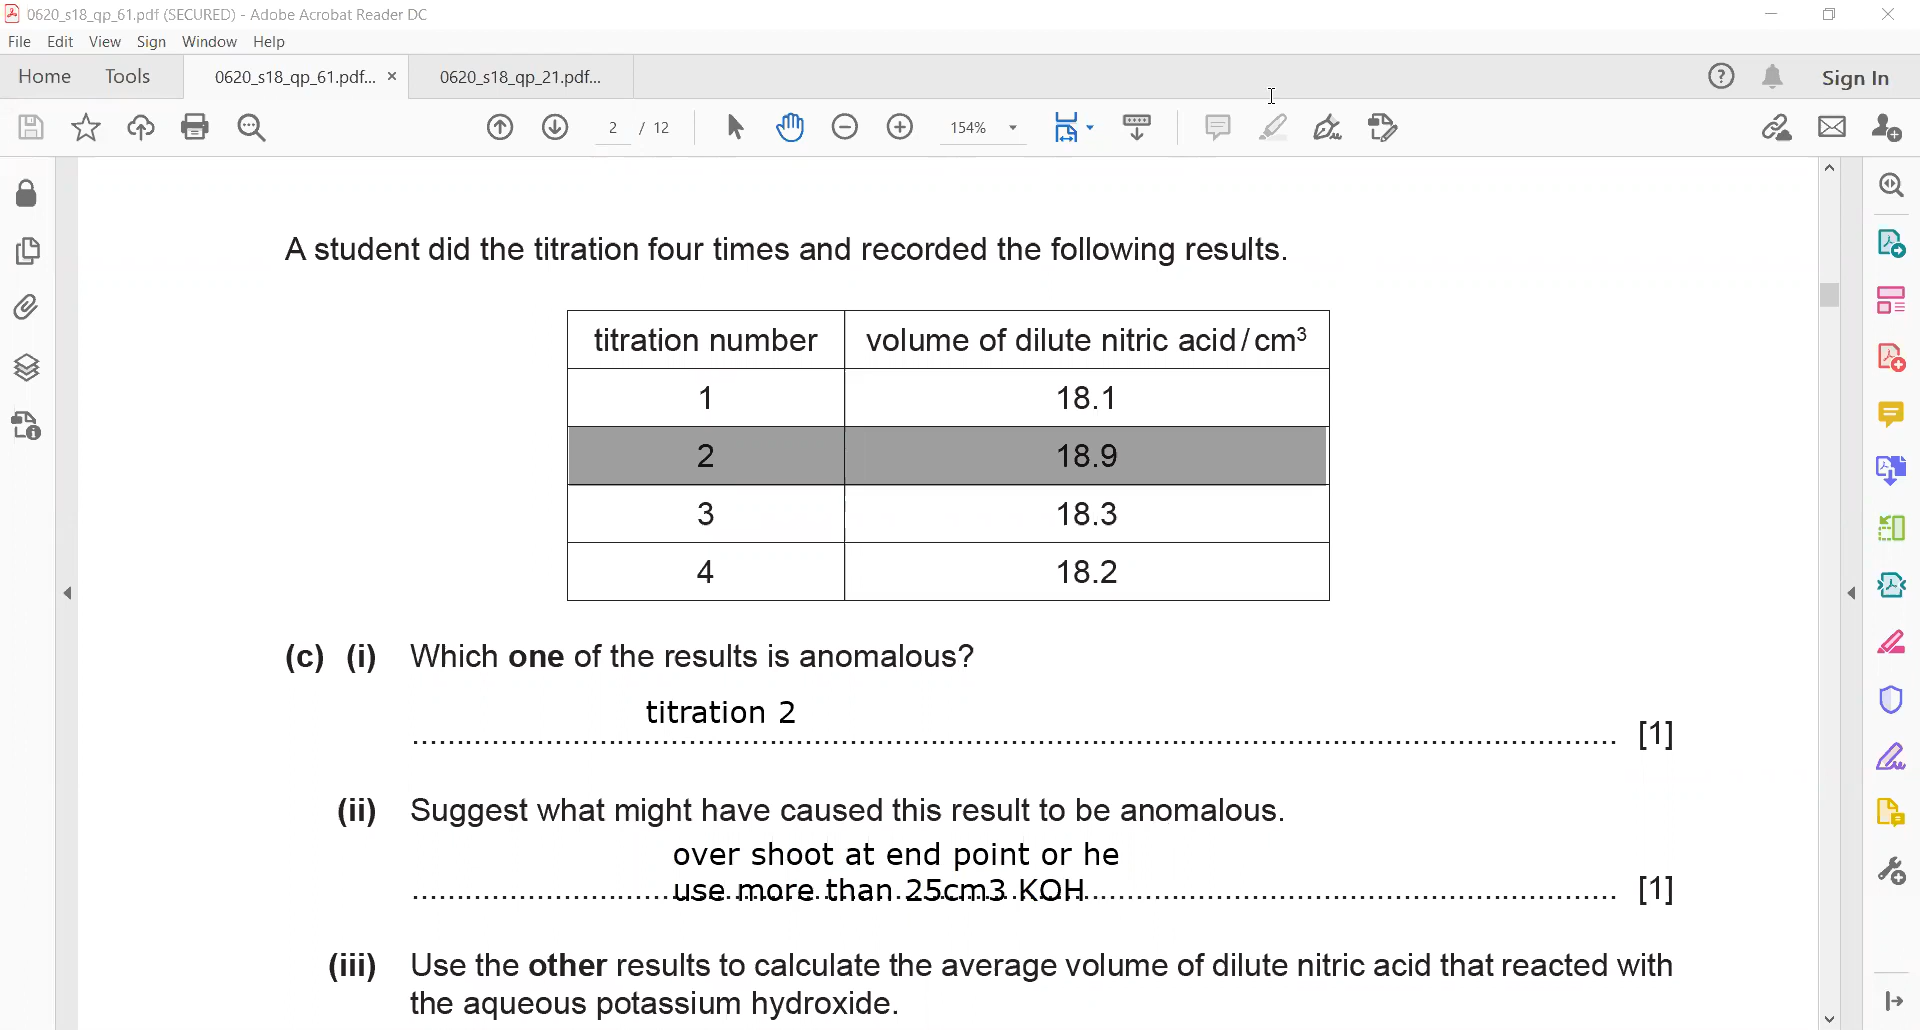 0620_s18_qp_61.pdf (SECURED) - Adobe Acrobat Reader DC
File Edit View Sign Window Help
Home Tools 0620_s18_qp_61.pdf... × 0620_s18_qp_21.pdf... Sign In
2 / 12 154%
A student did the titration four times and recorded the following results.
titration number volume of dilute nitric acid / cm³
1 18.1
2 18.9
3 18.3
4 18.2
(c) (i) Which one of the results is anomalous?
titration 2
[1]
(ii) Suggest what might have caused this result to be anomalous.
over shoot at end point or he
use more than 25cm3 KOH [1]
(iii) Use the other results to calculate the average volume of dilute nitric acid that reacted with
the aqueous potassium hydroxide.